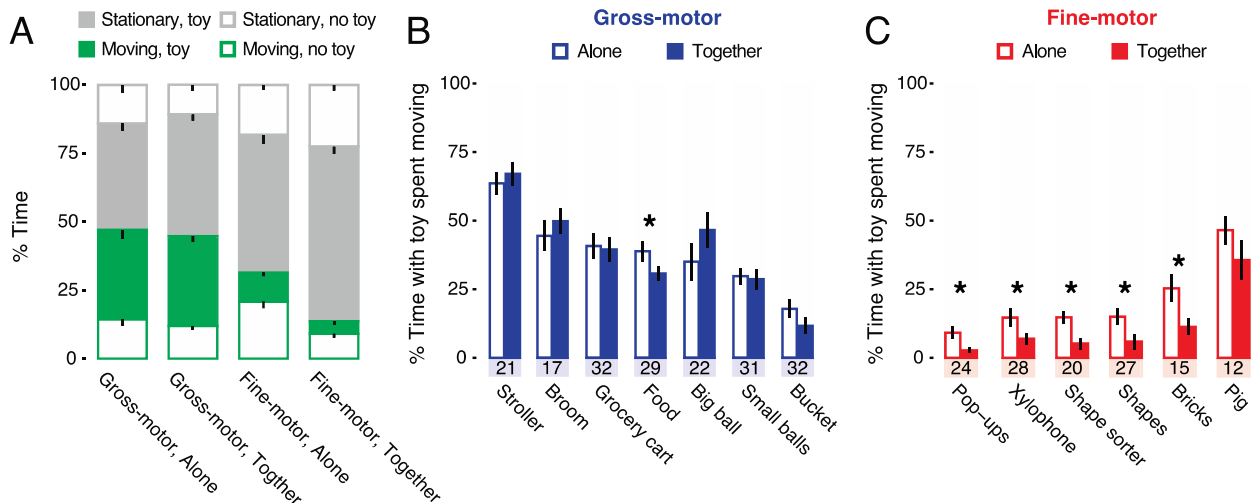 A
Stationary, toy
Stationary, no toy
Moving, toy
Moving, no toy
% Time
100
75
50
25
0
Gross-motor, Alone
Gross-motor, Togther
Fine-motor, Alone
Fine-motor, Together
B
Gross-motor
Alone
Together
% Time with toy spent moving
100
75
50
25
0
*
21 17 32 29 22 31 32
Stroller
Broom
Grocery cart
Food
Big ball
Small balls
Bucket
C
Fine-motor
Alone
Together
% Time with toy spent moving
100
75
50
25
0
* * * * *
24 28 20 27 15 12
Pop-ups
Xylophone
Shape sorter
Shapes
Bricks
Pig